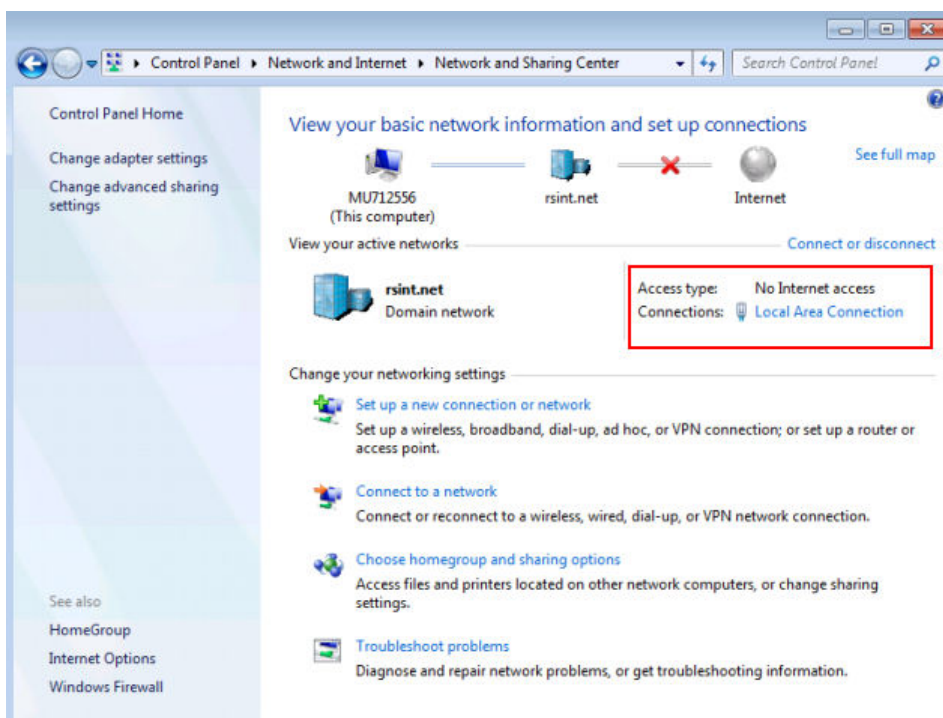 Control Panel ▸ Network and Internet ▸ Network and Sharing Center
Search Control Panel
Control Panel Home
Change adapter settings
Change advanced sharing
settings
See also
HomeGroup
Internet Options
Windows Firewall
View your basic network information and set up connections
See full map
MU712556
(This computer)
rsint.net
Internet
View your active networks
Connect or disconnect
rsint.net
Domain network
Access type: No Internet access
Connections: Local Area Connection
Change your networking settings
Set up a new connection or network
Set up a wireless, broadband, dial-up, ad hoc, or VPN connection; or set up a router or
access point.
Connect to a network
Connect or reconnect to a wireless, wired, dial-up, or VPN network connection.
Choose homegroup and sharing options
Access files and printers located on other network computers, or change sharing
settings.
Troubleshoot problems
Diagnose and repair network problems, or get troubleshooting information.